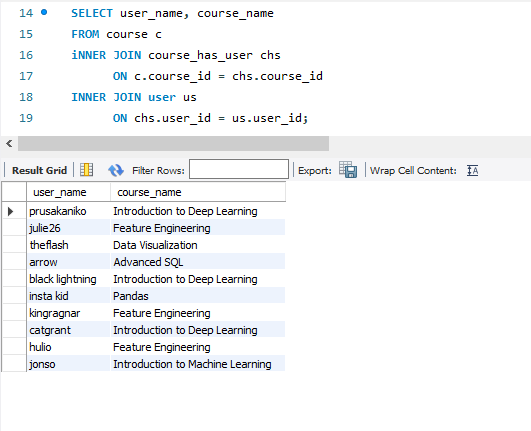 14 SELECT user_name, course_name
15 FROM course c
16 iNNER JOIN course_has_user chs
17 ON c.course_id = chs.course_id
18 INNER JOIN user us
19 ON chs.user_id = us.user_id;
Result Grid Filter Rows: Export: Wrap Cell Content: IA
user_name course_name
prusakaniko Introduction to Deep Learning
julie26 Feature Engineering
theflash Data Visualization
arrow Advanced SQL
black lightning Introduction to Deep Learning
insta kid Pandas
kingragnar Feature Engineering
catgrant Introduction to Deep Learning
hulio Feature Engineering
jonso Introduction to Machine Learning